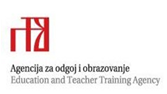 Agencija za odgoj i obrazovanje
Education and Teacher Training Agency